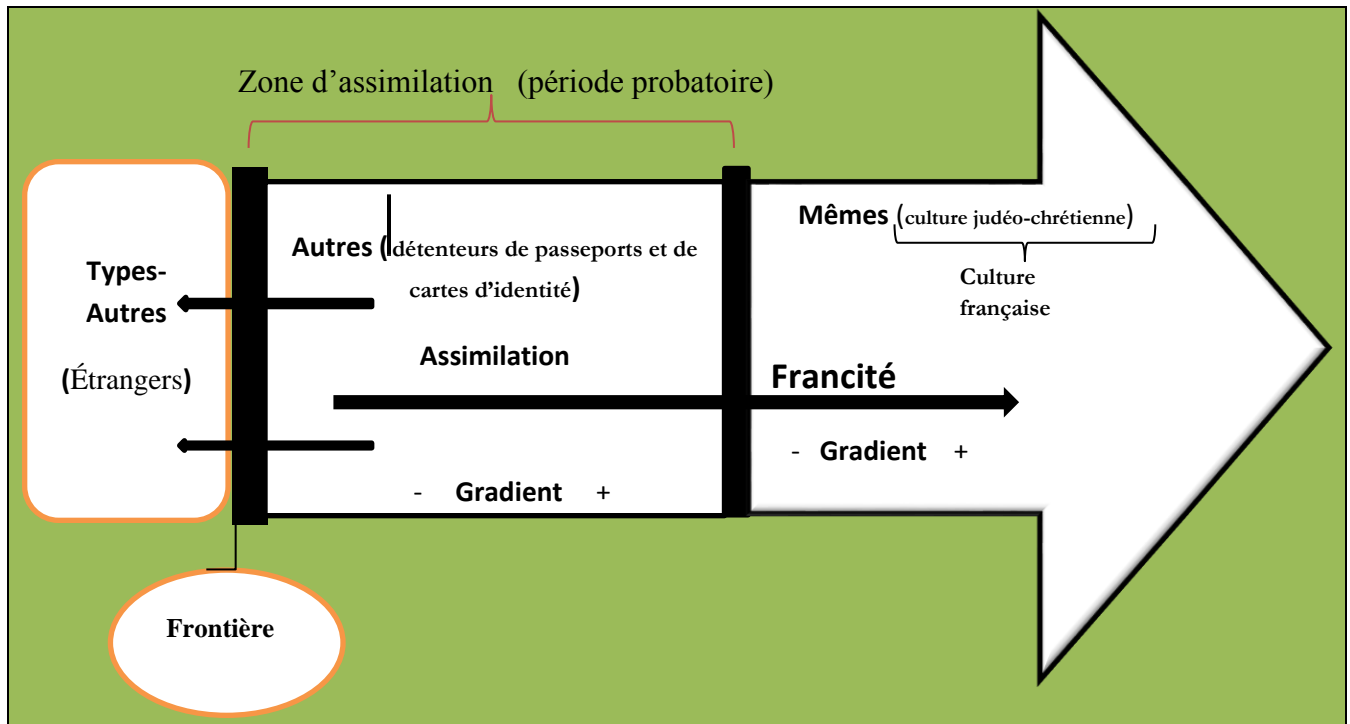 Zone d’assimilation (période probatoire)
Types-
Autres
(Étrangers)
Autres (détenteurs de passeports et de
cartes d’identité)
Assimilation
- Gradient +
Mêmes (culture judéo-chrétienne)
Culture
française
Francité
- Gradient +
Frontière